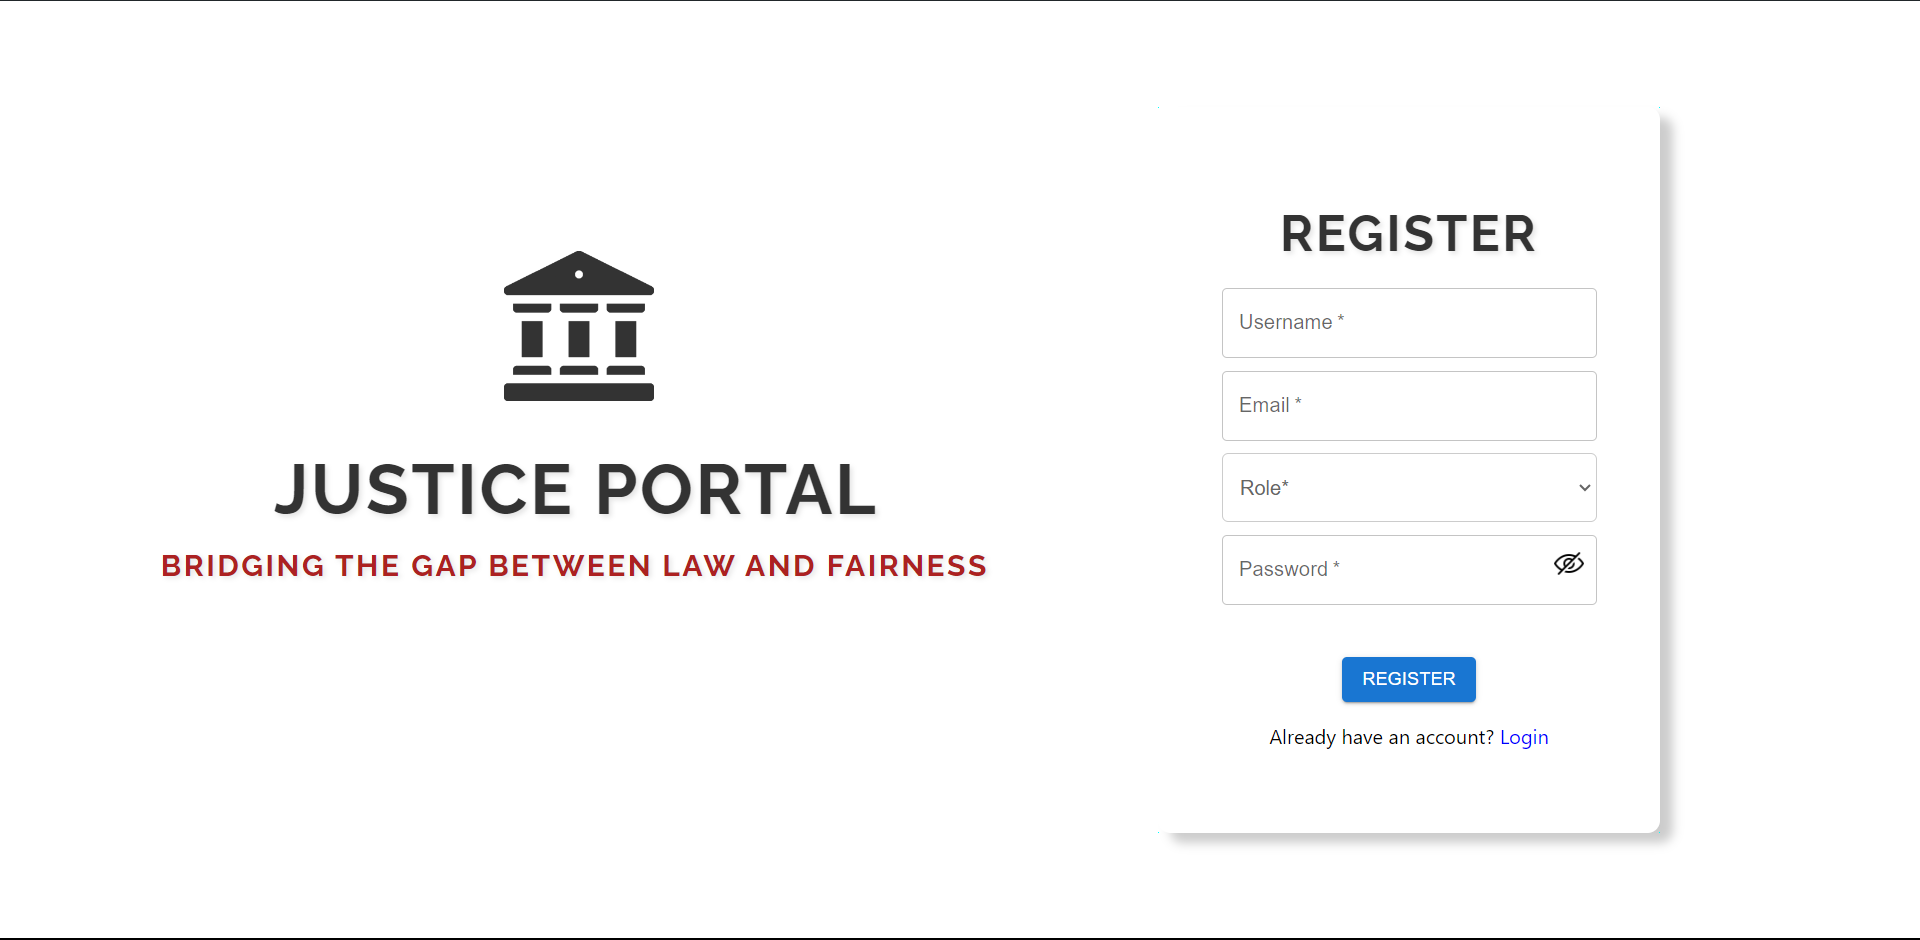 JUSTICE PORTAL
BRIDGING THE GAP BETWEEN LAW AND FAIRNESS
REGISTER
Username *
Email *
Role*
Password *
REGISTER
Already have an account? Login